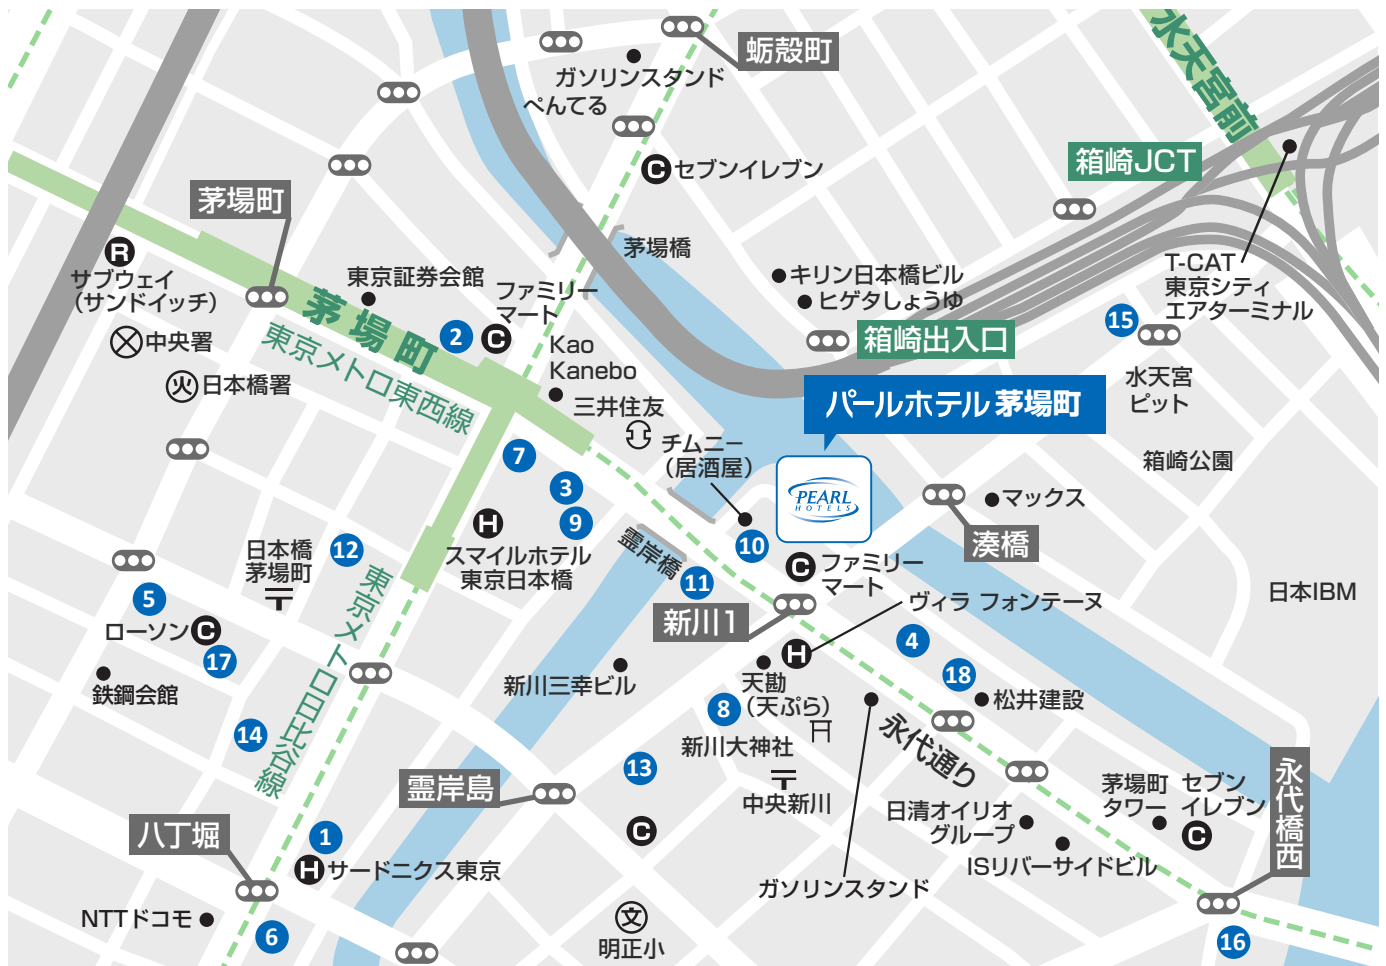 水天宮前
蛎殻町
ガソリンスタンド
ぺんてる
C
セブンイレブン
箱崎JCT
茅場町
茅場橋
R
サブウェイ
（サンドイッチ）
東京証券会館
ファミリー
マート
C
2
キリン日本橋ビル
ヒゲタしょうゆ
T-CAT
東京シティ
エアターミナル
15
中央署
茅場町
東京メトロ東西線
Kao
Kanebo
箱崎出入口
火
日本橋署
三井住友
パールホテル 茅場町
水天宮
ピット
チムニー
（居酒屋）
7
3
9
PEARL
HOTELS
箱崎公園
マックス
湊橋
H
スマイルホテル
東京日本橋
霊岸橋
10
11
C
ファミリー
マート
日本橋
茅場町
〒
12
東京メトロ日比谷線
5
ローソン
C
17
鉄鋼会館
新川1
ヴィラ フォンテーヌ
日本IBM
H
4
18
松井建設
新川三幸ビル
天勘
（天ぷら）
8
新川大神社
永代通り
14
13
〒
中央新川
霊岸島
茅場町
タワー
セブン
イレブン
C
永代橋西
日清オイリオ
グループ
ISリバーサイドビル
八丁堀
1
H
サードニクス東京
C
ガソリンスタンド
NTTドコモ
6
文
明正小
16